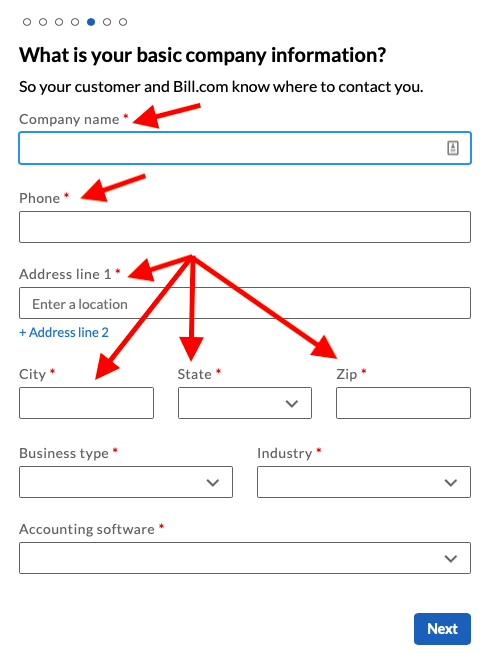 What is your basic company information?
So your customer and Bill.com know where to contact you.
Company name *
Phone *
Address line 1 *
Enter a location
+ Address line 2
City * State * Zip *
Business type * Industry *
Accounting software *
Next